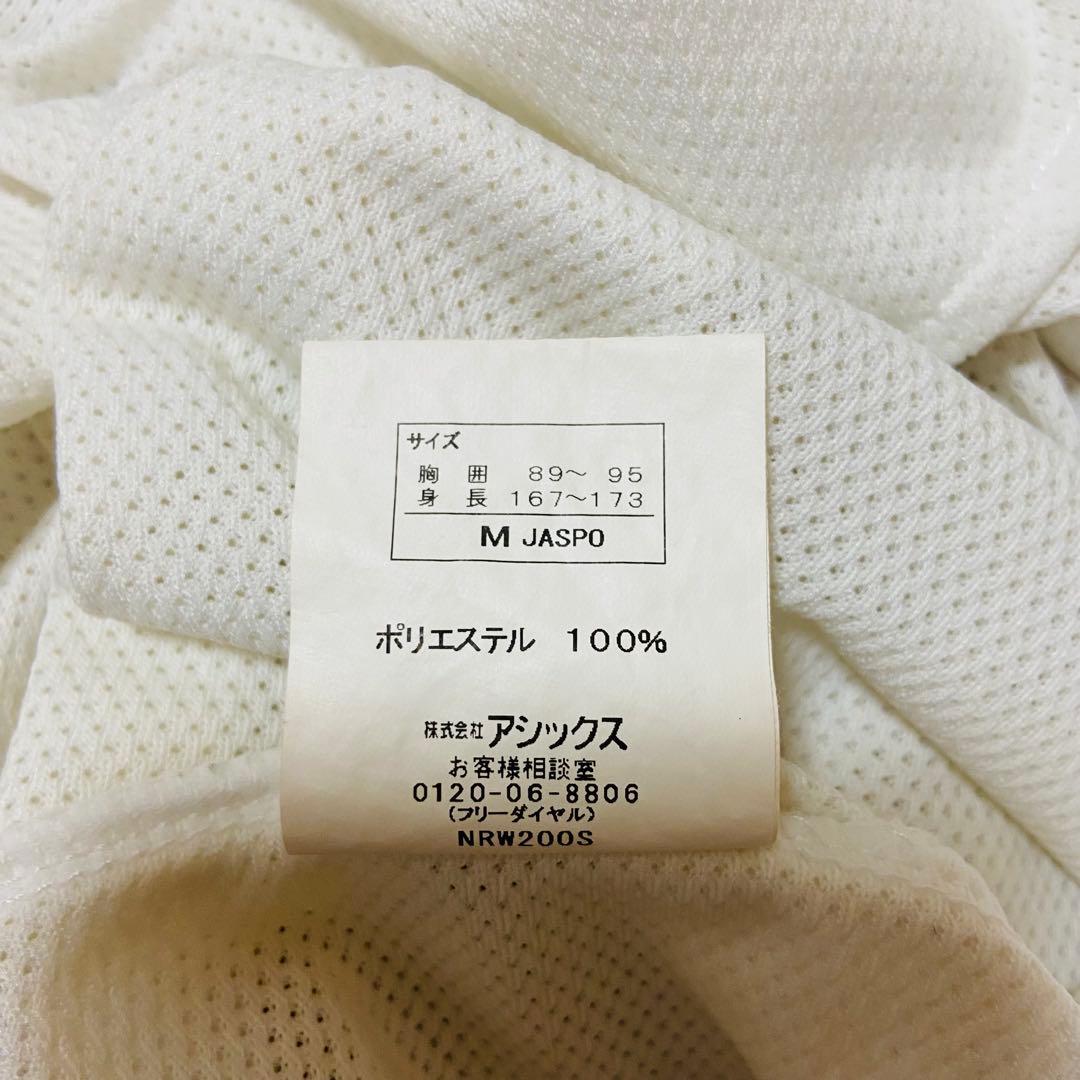 サイズ
胸 囲 89〜 95
身 長 167〜173
M JASPO
ポリエステル 100%
株式会社アシックス
お客様相談室
0120-06-8806
(フリーダイヤル)
NRW200S